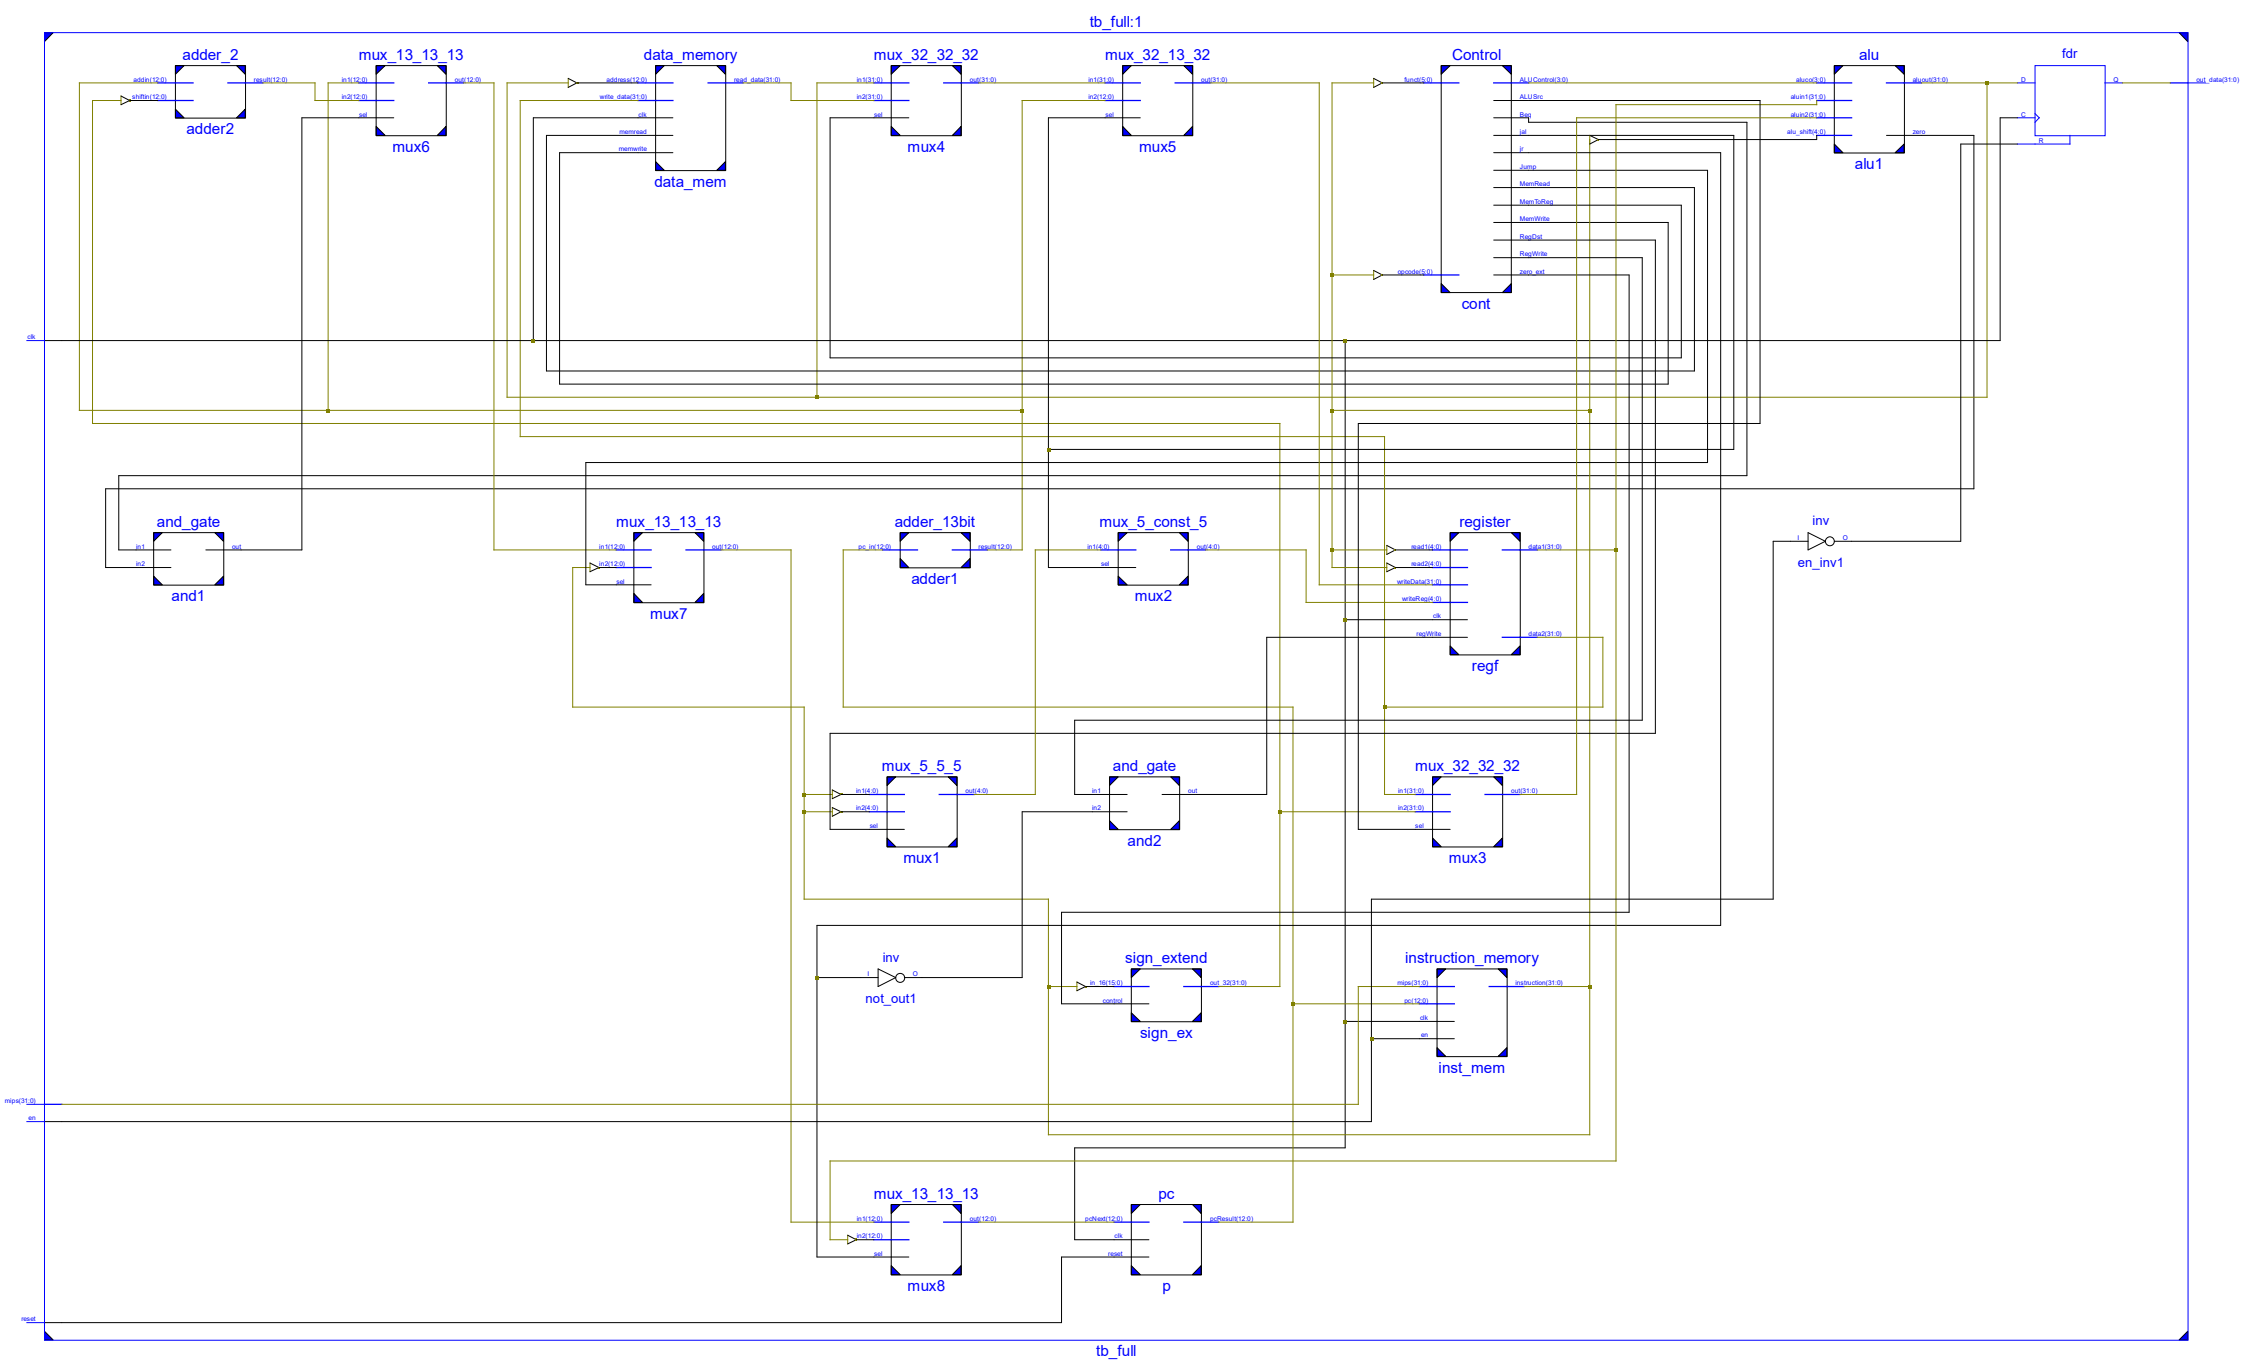 tb_full:1
adder_2
addin(12:0)
shiftin(12:0)
result(12:0)
adder2
mux_13_13_13
in1(12:0)
in2(12:0)
sel
out(12:0)
mux6
data_memory
address(12:0)
write_data(31:0)
clk
memread
memwrite
read_data(31:0)
data_mem
mux_32_32_32
in1(31:0)
in2(31:0)
sel
out(31:0)
mux4
mux_32_13_32
in1(31:0)
in2(12:0)
sel
out(31:0)
mux5
Control
funct(5:0)
opcode(5:0)
ALUControl(3:0)
ALUSrc
Beq
jal
jr
Jump
MemRead
MemToReg
MemWrite
RegDst
RegWrite
zero_ext
cont
alu
aluco(3:0)
aluin1(31:0)
aluin2(31:0)
alu_shift(4:0)
aluout(31:0)
zero
alu1
fdr
D
C
R
Q
out_data(31:0)
clk
and_gate
in1
in2
out
and1
mux_13_13_13
in1(12:0)
in2(12:0)
sel
out(12:0)
mux7
adder_13bit
pc_in(12:0)
result(12:0)
adder1
mux_5_const_5
in1(4:0)
sel
out(4:0)
mux2
register
read1(4:0)
read2(4:0)
writeData(31:0)
writeReg(4:0)
clk
regWrite
data1(31:0)
data2(31:0)
regf
inv
I
O
en_inv1
mux_5_5_5
in1(4:0)
in2(4:0)
sel
out(4:0)
mux1
and_gate
in1
in2
out
and2
mux_32_32_32
in1(31:0)
in2(31:0)
sel
out(31:0)
mux3
inv
I
O
not_out1
sign_extend
in_16(15:0)
control
out_32(31:0)
sign_ex
instruction_memory
mips(31:0)
pc(12:0)
clk
en
instruction(31:0)
inst_mem
mips(31:0)
en
mux_13_13_13
in1(12:0)
in2(12:0)
sel
out(12:0)
mux8
pc
pcNext(12:0)
clk
reset
pcResult(12:0)
p
reset
tb_full